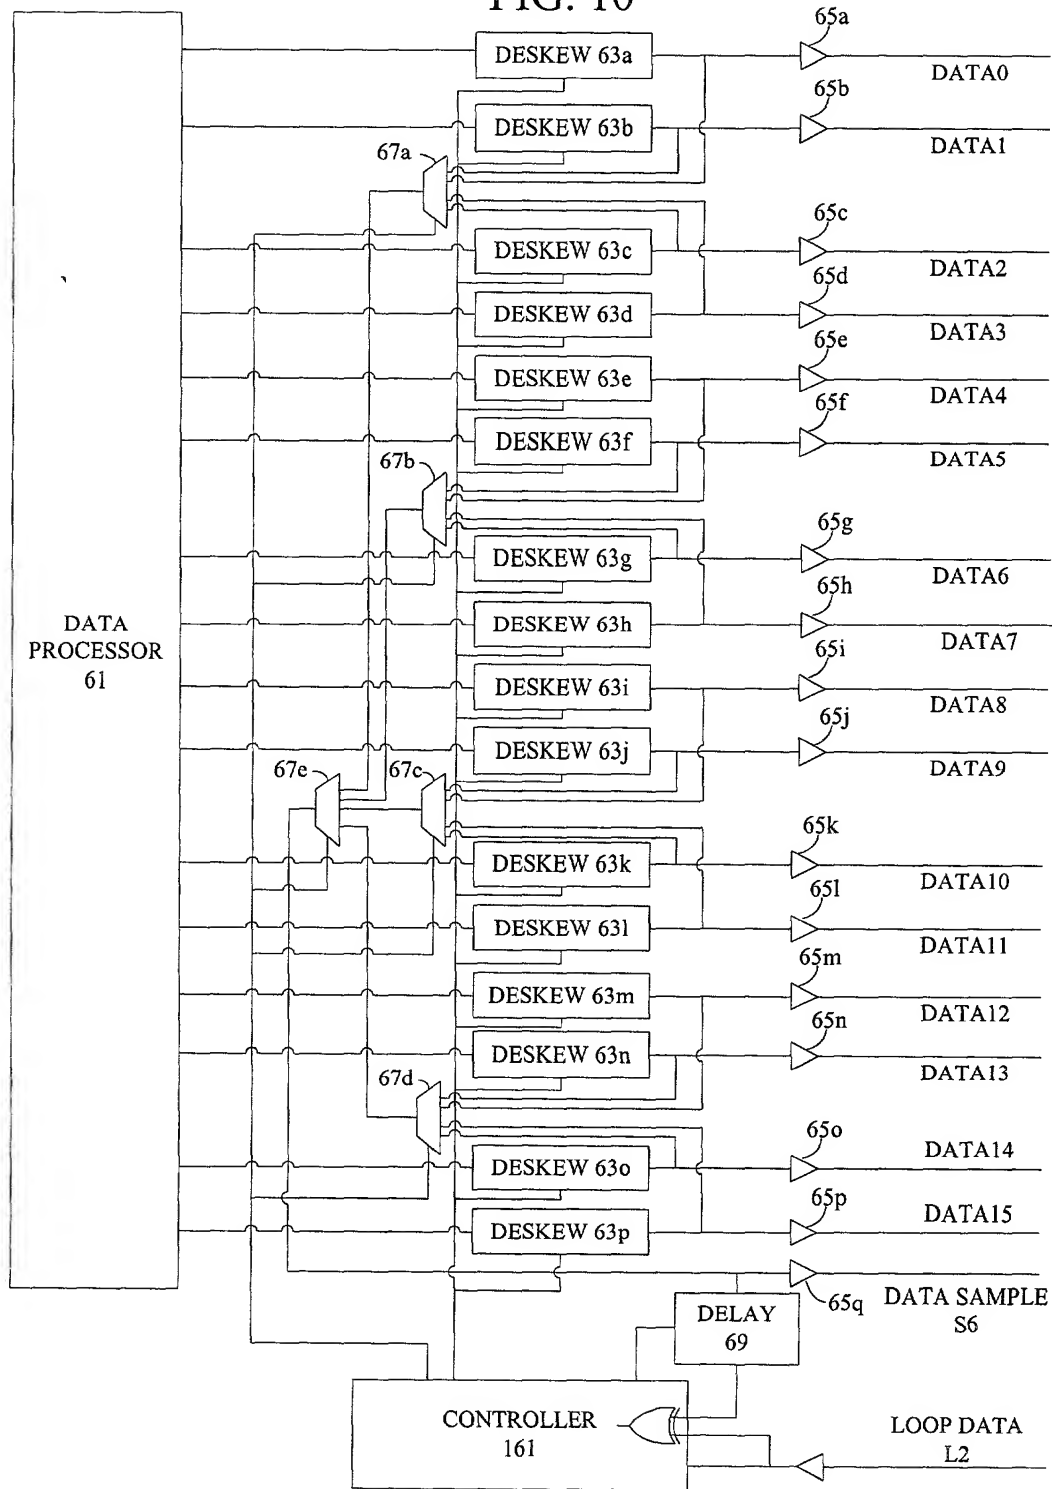 FIG. 10
65a
DESKEW 63a
DATA0
65b
DESKEW 63b
DATA1
67a
65c
DESKEW 63c
DATA2
65d
DESKEW 63d
DATA3
65e
DESKEW 63e
DATA4
65f
DESKEW 63f
DATA5
67b
65g
DESKEW 63g
DATA6
65h
DESKEW 63h
DATA7
DATA
PROCESSOR
61
65i
DESKEW 63i
DATA8
65j
DESKEW 63j
DATA9
67e
67c
65k
DESKEW 63k
DATA10
65l
DESKEW 63l
DATA11
65m
DESKEW 63m
DATA12
65n
DESKEW 63n
DATA13
67d
65o
DESKEW 63o
DATA14
65p
DESKEW 63p
DATA15
65q
DATA SAMPLE
S6
DELAY
69
CONTROLLER
161
LOOP DATA
L2